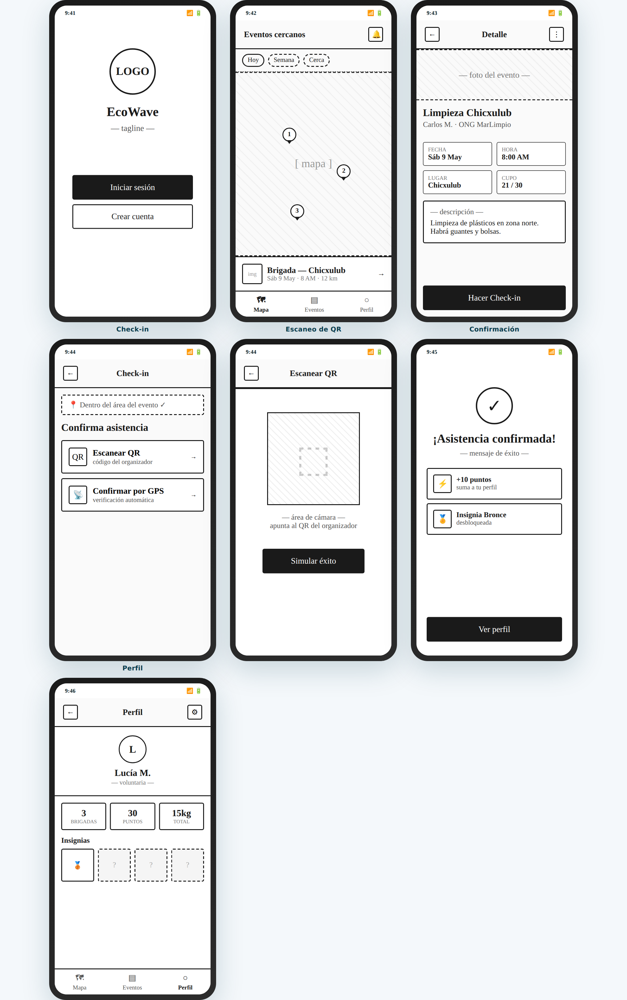 9:41
LOGO
EcoWave
— tagline —
Iniciar sesión
Crear cuenta
9:42
Eventos cercanos
Hoy
Semana
Cerca
1
[ mapa ]
2
3
img
Brigada — Chicxulub
Sáb 9 May · 8 AM · 12 km
→
Mapa
Eventos
Perfil
9:43
←
Detalle
⋮
— foto del evento —
Limpieza Chicxulub
Carlos M. · ONG MarLimpio
FECHA
Sáb 9 May
HORA
8:00 AM
LUGAR
Chicxulub
CUPO
21 / 30
— descripción —
Limpieza de plásticos en zona norte.
Habrá guantes y bolsas.
Hacer Check-in
Check-in
9:44
←
Check-in
📍 Dentro del área del evento ✓
Confirma asistencia
QR
Escanear QR
código del organizador
→
Confirmar por GPS
verificación automática
→
Escaneo de QR
9:44
←
Escanear QR
— área de cámara —
apunta al QR del organizador
Simular éxito
Confirmación
9:45
✓
¡Asistencia confirmada!
— mensaje de éxito —
+10 puntos
suma a tu perfil
Insignia Bronce
desbloqueada
Ver perfil
Perfil
9:46
←
Perfil
L
Lucía M.
— voluntaria —
3
BRIGADAS
30
PUNTOS
15kg
TOTAL
Insignias
?
?
?
Mapa
Eventos
Perfil